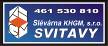 461 530 810
Slévárna KHGM, s.r.o.
SVITAVY